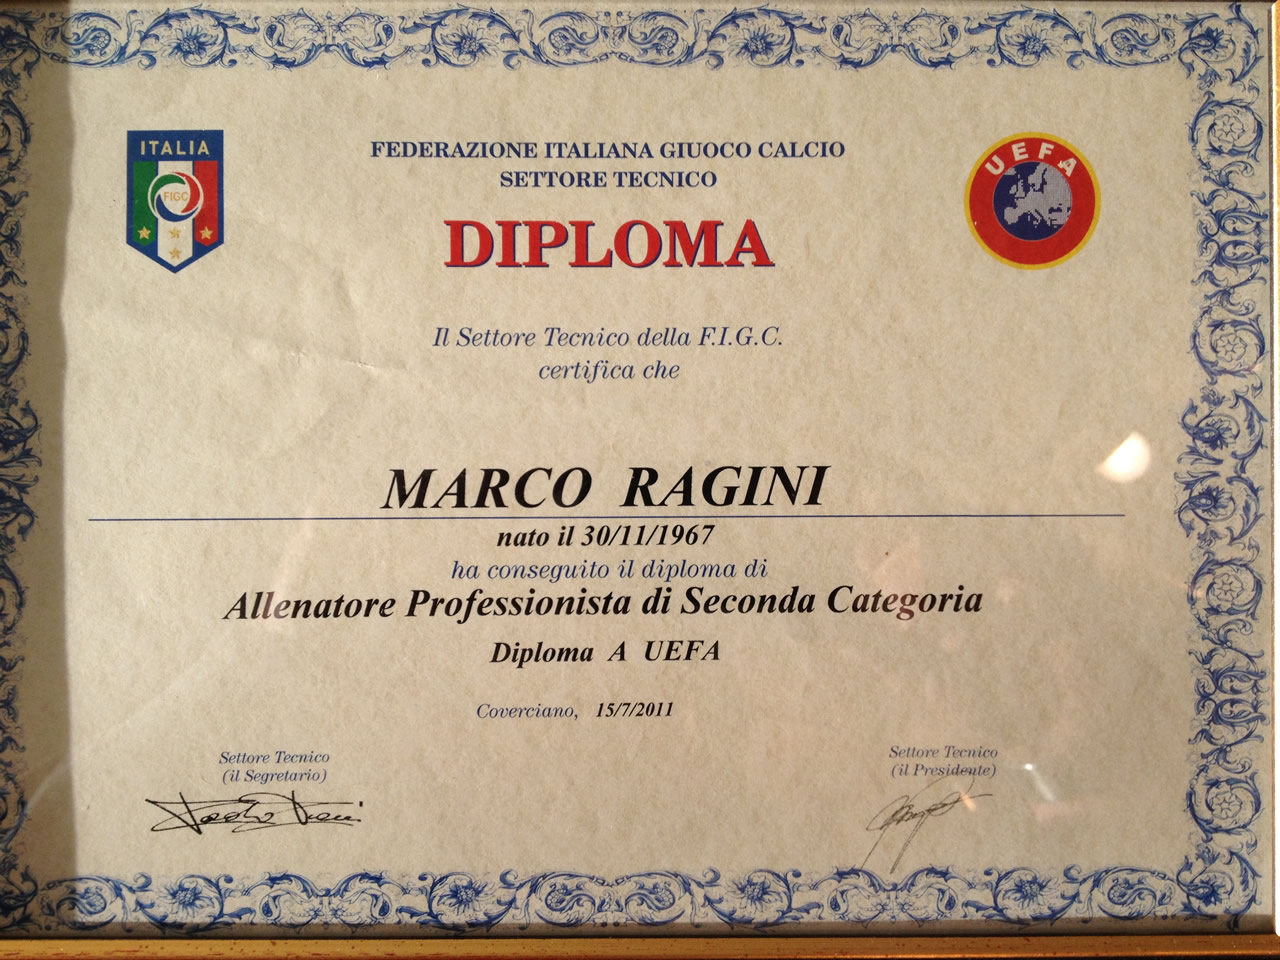 ITALIA
FIGC
FEDERAZIONE ITALIANA GIUOCO CALCIO
SETTORE TECNICO
UEFA
DIPLOMA
Il Settore Tecnico della F.I.G.C.
certifica che
MARCO RAGINI
nato il 30/11/1967
ha conseguito il diploma di
Allenatore Professionista di Seconda Categoria
Diploma A UEFA
Coverciano, 15/7/2011
Settore Tecnico
(il Segretario)
Settore Tecnico
(il Presidente)